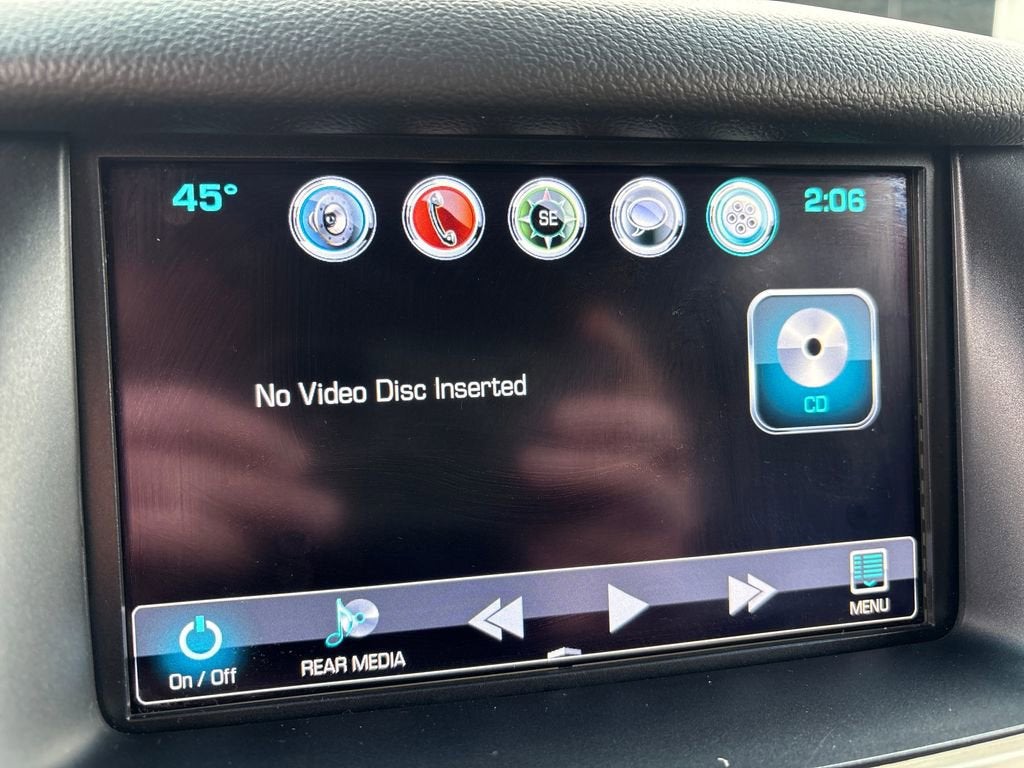 45°
SE
2:06
No Video Disc Inserted
CD
On / Off
REAR MEDIA
MENU